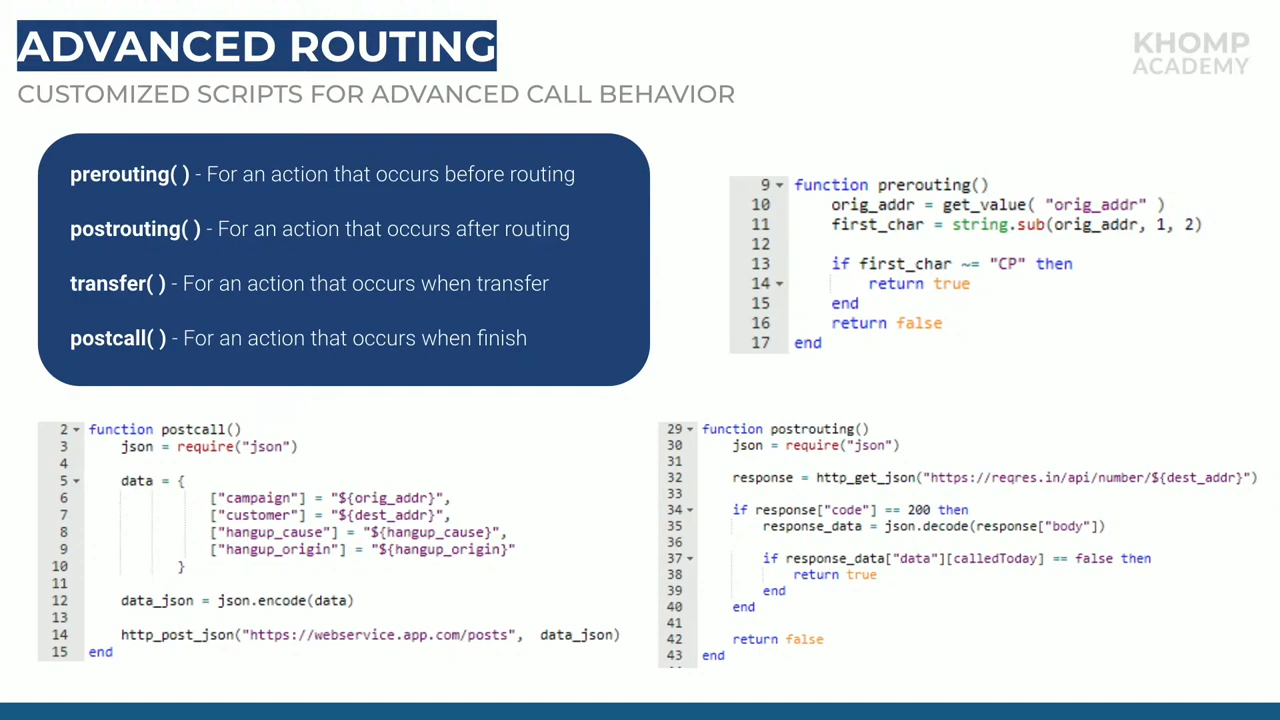 ADVANCED ROUTING
KHOMP
ACADEMY
CUSTOMIZED SCRIPTS FOR ADVANCED CALL BEHAVIOR
prerouting( ) - For an action that occurs before routing
postrouting( ) - For an action that occurs after routing
transfer( ) - For an action that occurs when transfer
postcall( ) - For an action that occurs when finish
9 function prerouting()
10 orig_addr = get_value( "orig_addr" )
11 first_char = string.sub(orig_addr, 1, 2)
12
13 if first_char ~= "CP" then
14 return true
15 end
16 return false
17 end
2 function postcall()
3 json = require("json")
4
5 data = {
6 ["campaign"] = "${orig_addr}",
7 ["customer"] = "${dest_addr}",
8 ["hangup_cause"] = "${hangup_cause}",
9 ["hangup_origin"] = "${hangup_origin}"
10 }
11
12 data_json = json.encode(data)
13
14 http_post_json("https://webservice.app.com/posts", data_json)
15 end
29 function postrouting()
30 json = require("json")
31
32 response = http_get_json("https://reqres.in/api/number/${dest_addr}")
33
34 if response["code"] == 200 then
35 response_data = json.decode(response["body"])
36
37 if response_data["data"][calledToday] == false then
38 return true
39 end
40 end
41
42 return false
43 end